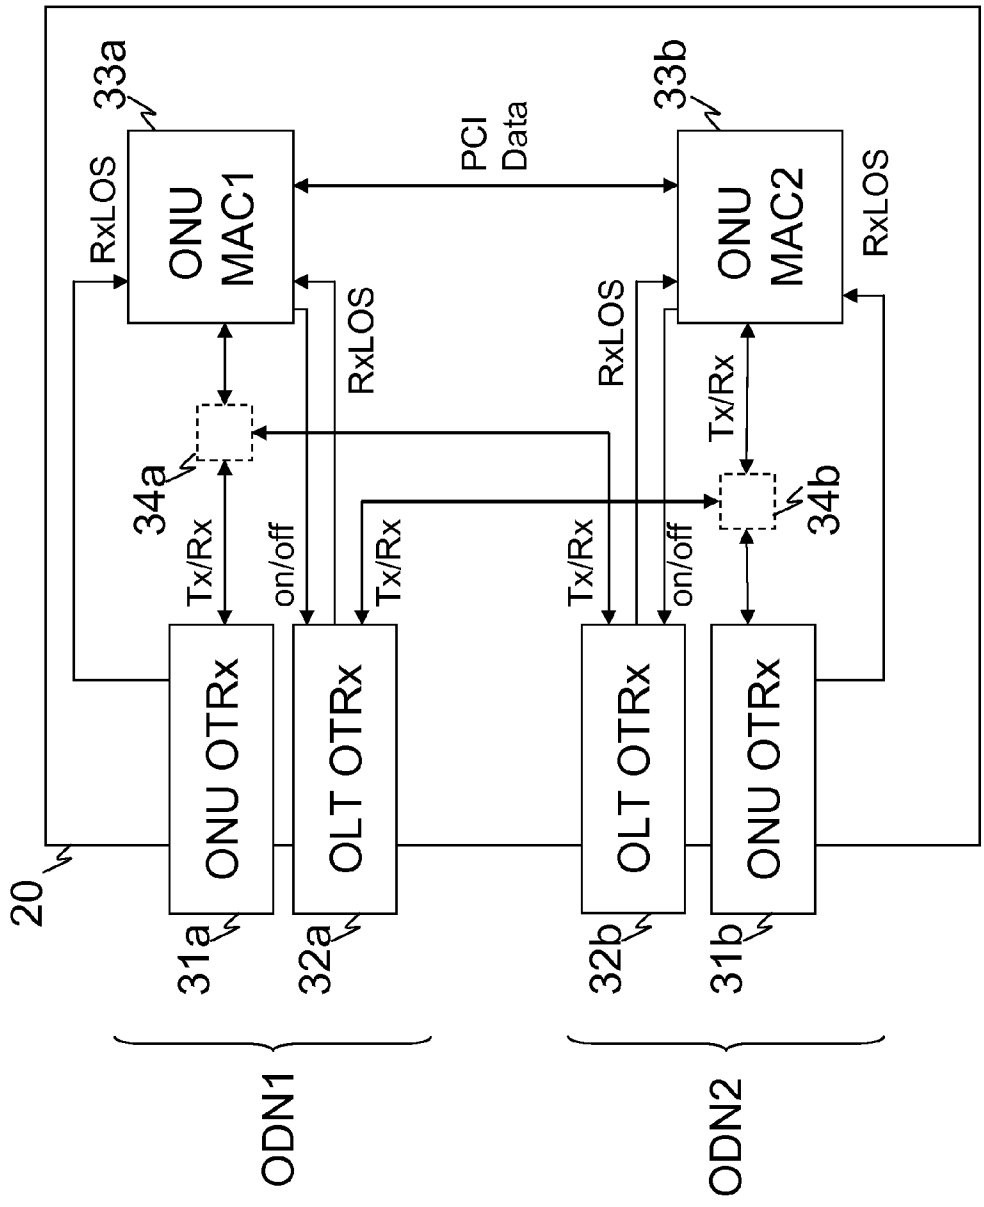 20
ODN1
ODN2
31a
32a
32b
31b
ONU OTRx
OLT OTRx
OLT OTRx
ONU OTRx
Tx/Rx
on/off
Tx/Rx
Tx/Rx
on/off
34a
34b
RxLOS
RxLOS
RxLOS
Tx/Rx
RxLOS
ONU
MAC1
ONU
MAC2
PCI
Data
33a
33b